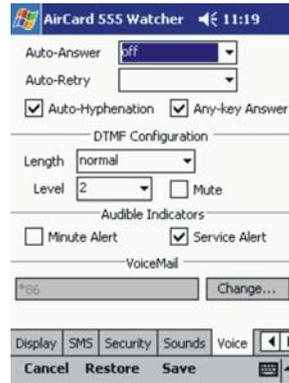 AirCard 555 Watcher 11:19
Auto-Answer off
Auto-Retry
Auto-Hyphenation Any-key Answer
DTMF Configuration
Length normal
Level 2 Mute
Audible Indicators
Minute Alert Service Alert
VoiceMail
*86 Change...
Display SMS Security Sounds Voice
Cancel Restore Save